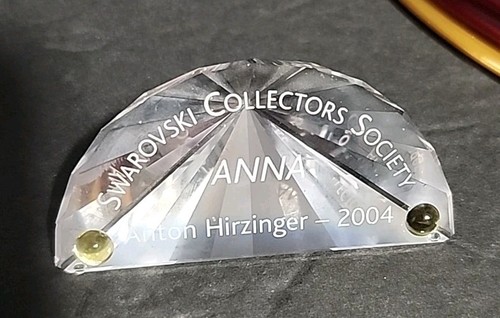 SWAROVSKI COLLECTORS SOCIETY
ANNA
Anton Hirzinger – 2004